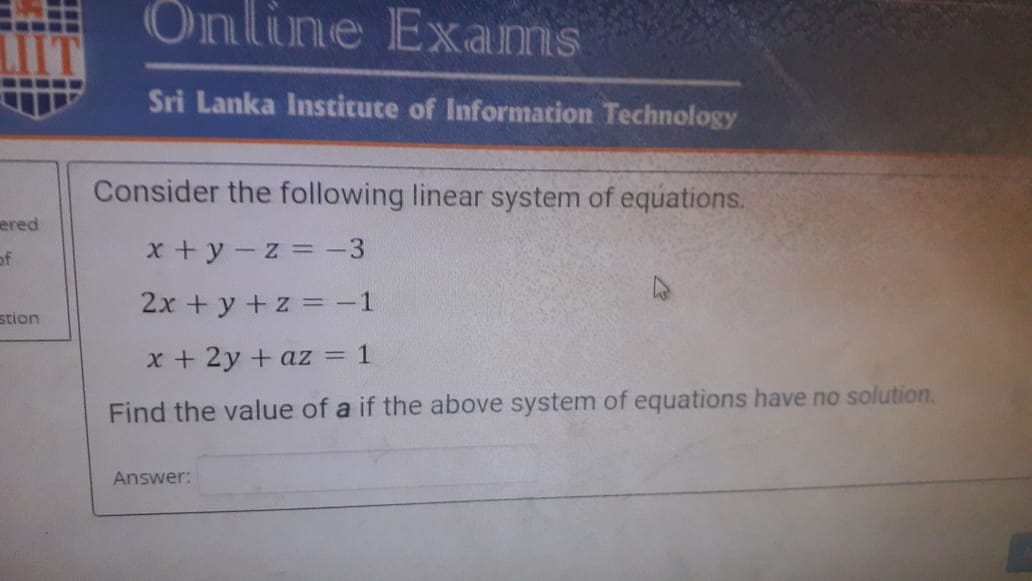 Online Exams
LIIT
Sri Lanka Institute of Information Technology
ered
of
stion
Consider the following linear system of equations.
x + y − z = −3
2x + y + z = −1
x + 2y + az = 1
Find the value of a if the above system of equations have no solution.
Answer: